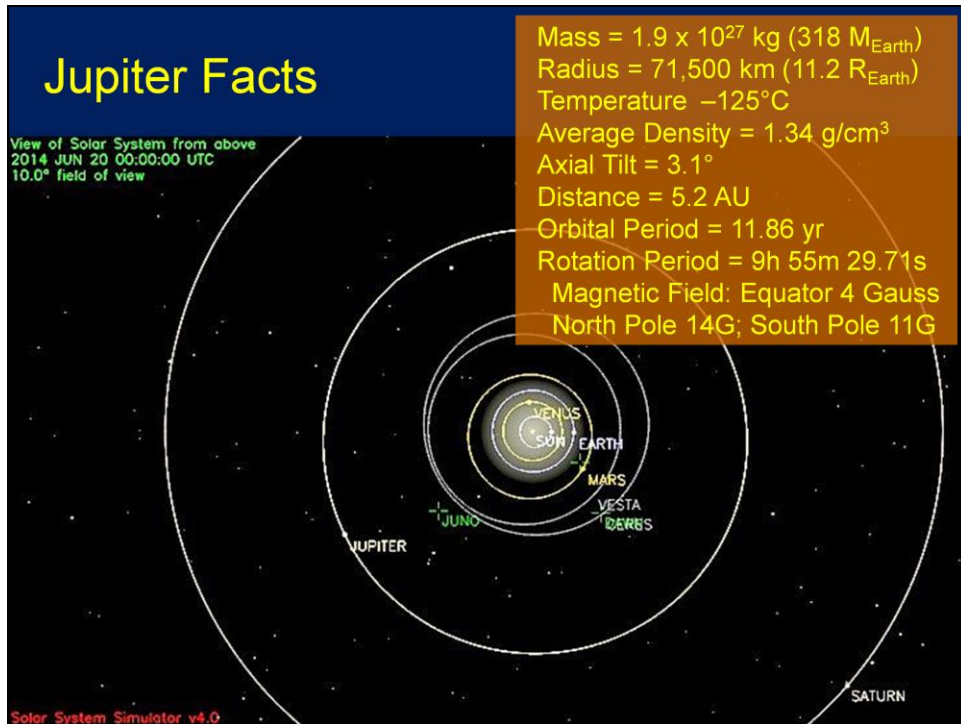 Jupiter Facts
Mass = 1.9 x 10²⁷ kg (318 M_Earth)
Radius = 71,500 km (11.2 R_Earth)
Temperature –125°C
Average Density = 1.34 g/cm³
Axial Tilt = 3.1°
Distance = 5.2 AU
Orbital Period = 11.86 yr
Rotation Period = 9h 55m 29.71s
Magnetic Field: Equator 4 Gauss
North Pole 14G; South Pole 11G
View of Solar System from above
2014 JUN 20 00:00:00 UTC
10.0° field of view
VENUS
SUN
EARTH
MARS
VESTA
CERES
DAWN
JUNO
JUPITER
SATURN
Solar System Simulator v4.0